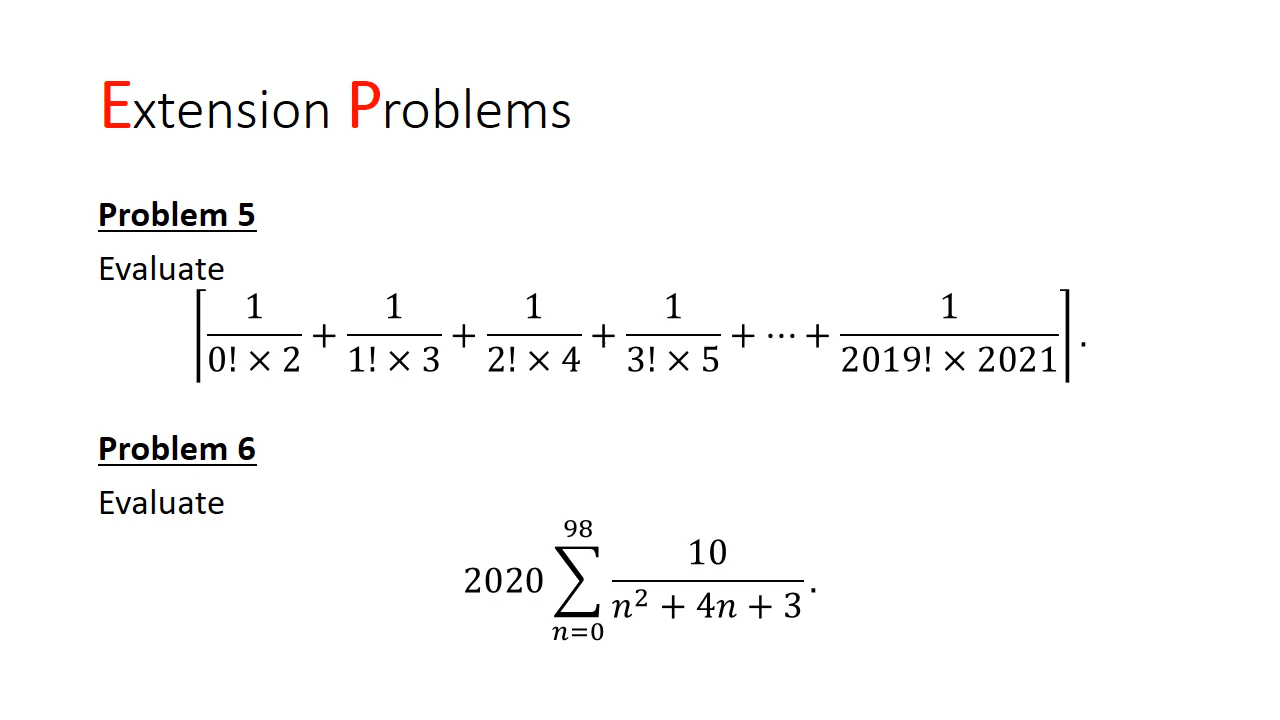 Extension Problems
Problem 5
Evaluate
⌈1/(0! × 2) + 1/(1! × 3) + 1/(2! × 4) + 1/(3! × 5) + ⋯ + 1/(2019! × 2021)⌉.
Problem 6
Evaluate
2020 ∑_{n=0}^{98} 10/(n² + 4n + 3).